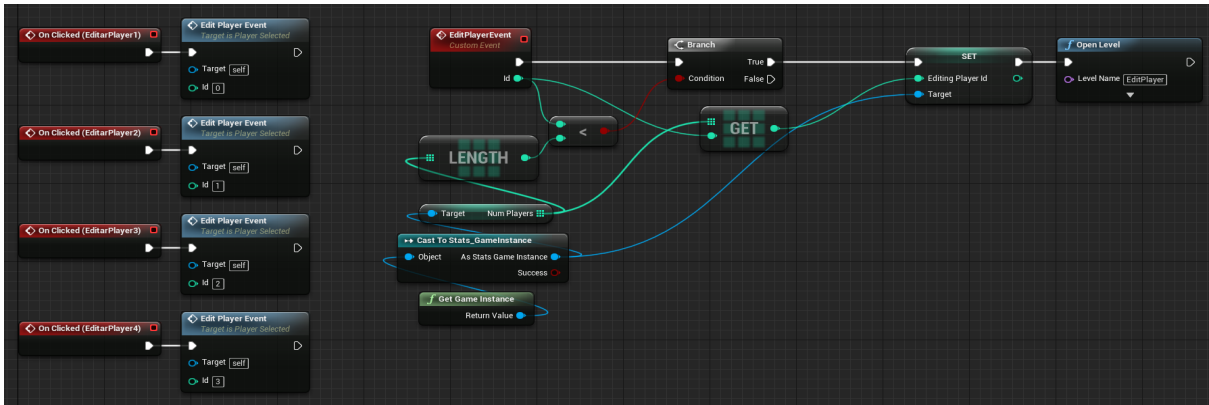 On Clicked (EditarPlayer1)
Edit Player Event
Target is Player Selected
Target self
Id 0
On Clicked (EditarPlayer2)
Edit Player Event
Target is Player Selected
Target self
Id 1
On Clicked (EditarPlayer3)
Edit Player Event
Target is Player Selected
Target self
Id 2
On Clicked (EditarPlayer4)
Edit Player Event
Target is Player Selected
Target self
Id 3
EditPlayerEvent
Custom Event
Id
Branch
True
Condition False
<
LENGTH
GET
Target Num Players
Cast To Stats_GameInstance
Object As Stats Game Instance
Success
f Get Game Instance
Return Value
SET
Editing Player Id
Target
f Open Level
Level Name EditPlayer